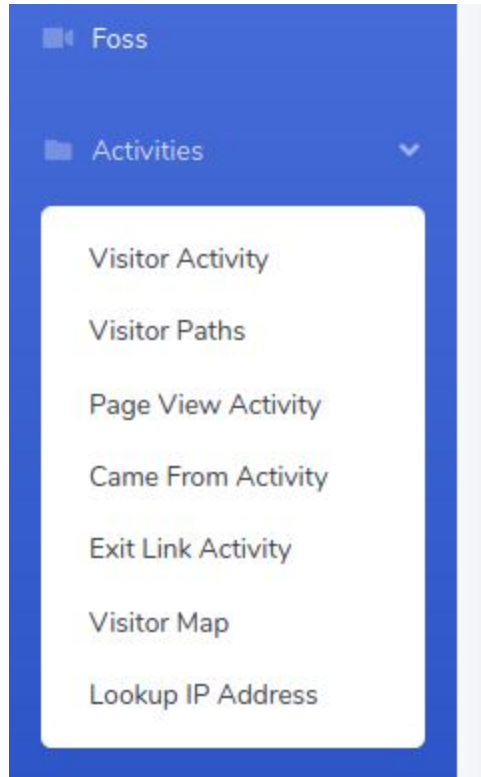 Foss
Activities
Visitor Activity
Visitor Paths
Page View Activity
Came From Activity
Exit Link Activity
Visitor Map
Lookup IP Address